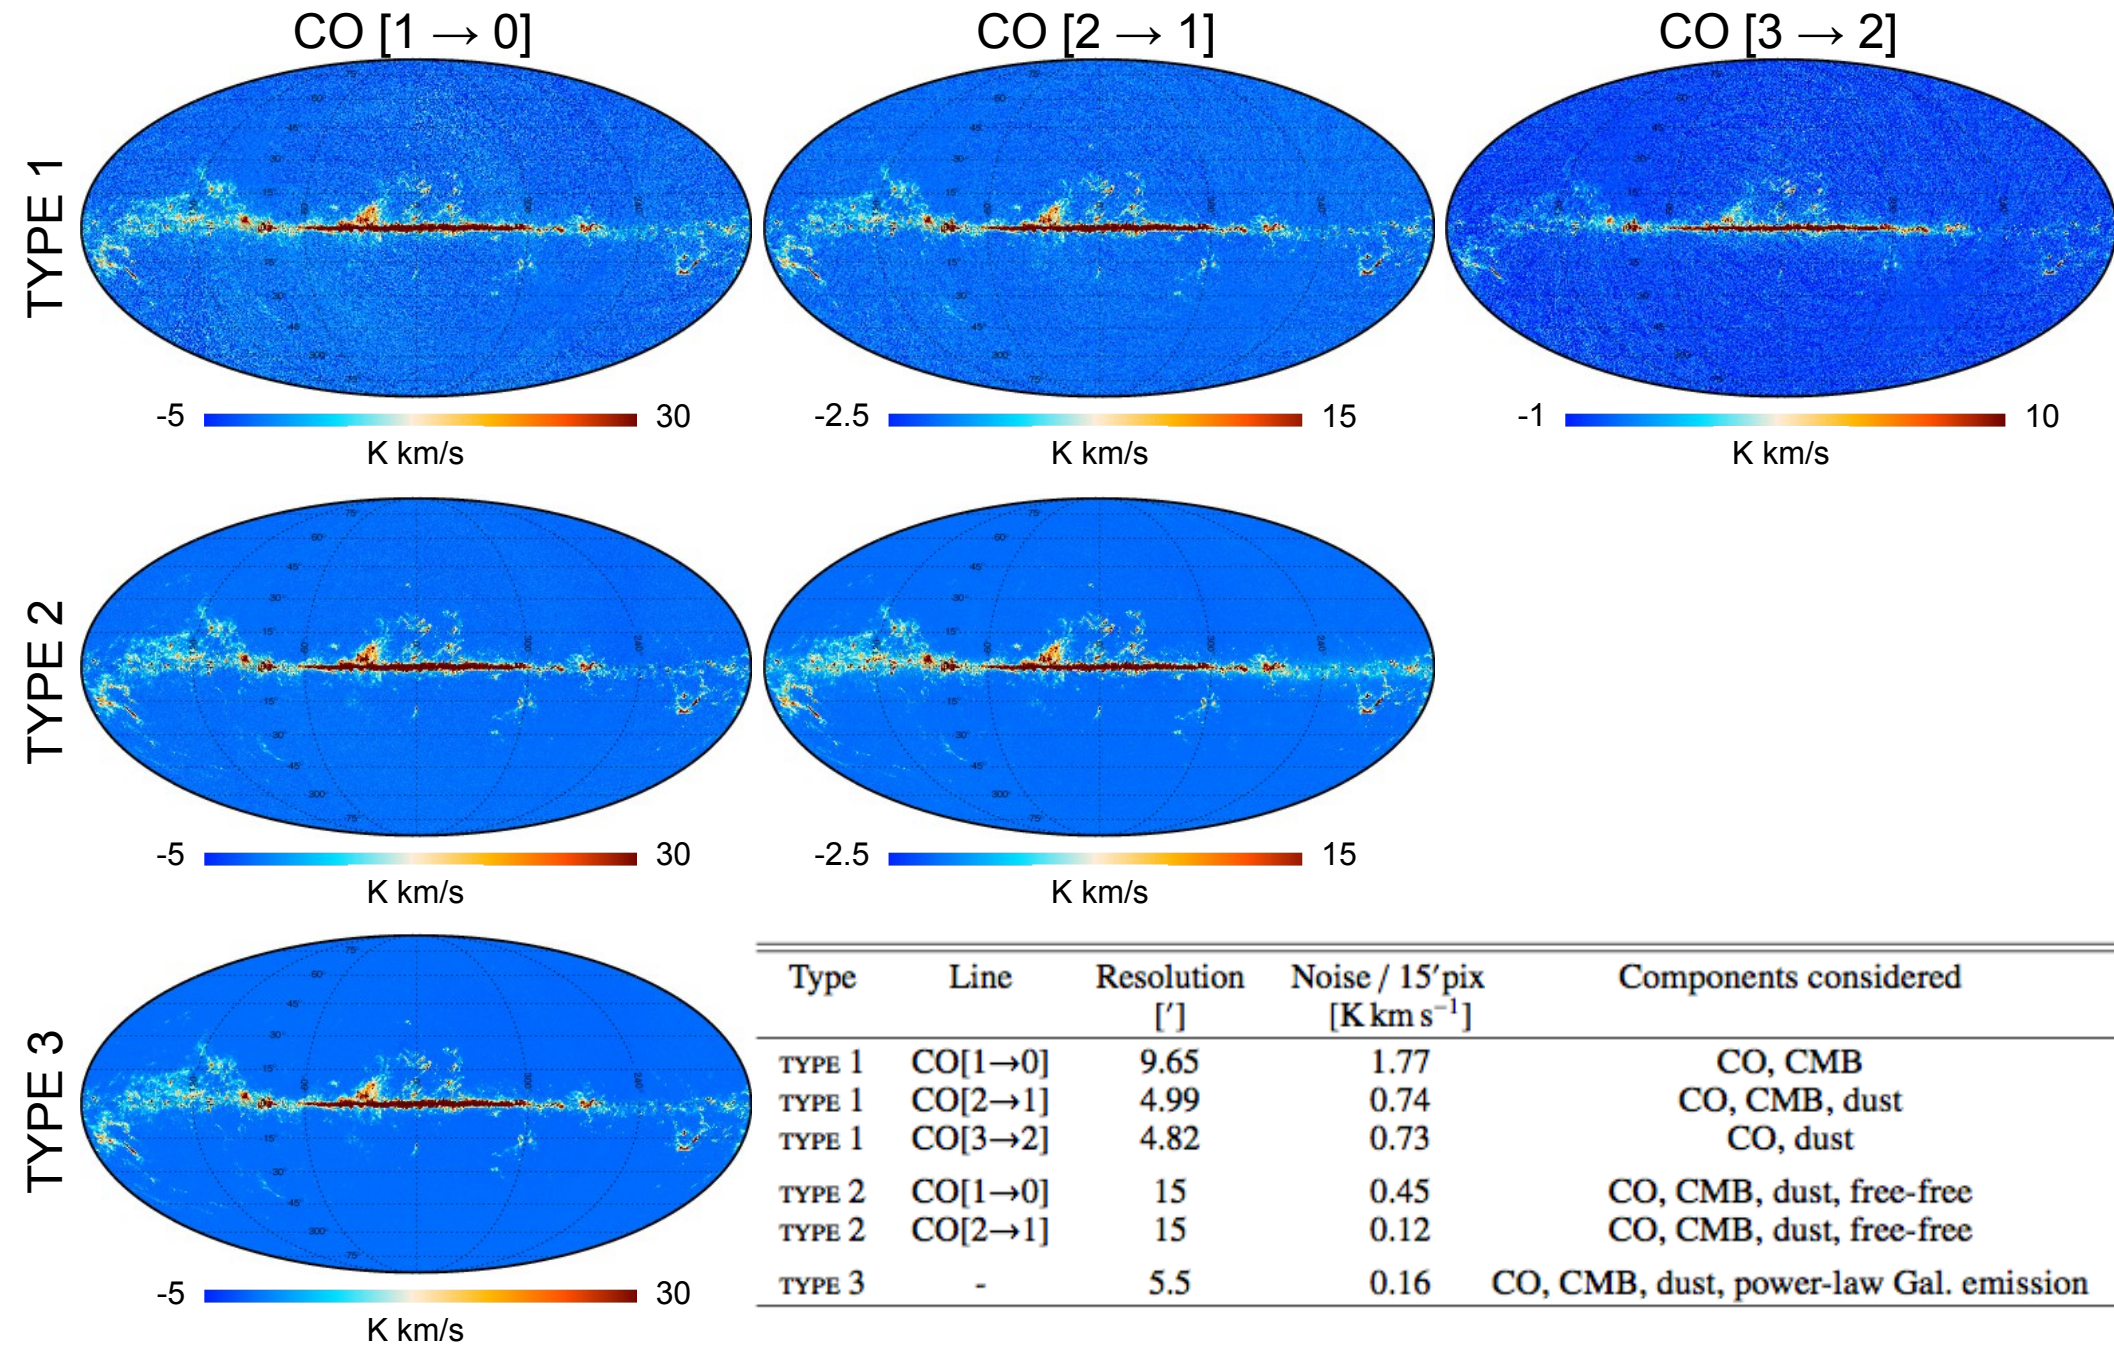 CO [1 → 0]
CO [2 → 1]
CO [3 → 2]
TYPE 1
-5 30
K km/s
-2.5 15
K km/s
-1 10
K km/s
TYPE 2
-5 30
K km/s
-2.5 15
K km/s
TYPE 3
-5 30
K km/s
Type Line Resolution Noise / 15′pix Components considered
[′] [K km s⁻¹]
TYPE 1 CO[1→0] 9.65 1.77 CO, CMB
TYPE 1 CO[2→1] 4.99 0.74 CO, CMB, dust
TYPE 1 CO[3→2] 4.82 0.73 CO, dust
TYPE 2 CO[1→0] 15 0.45 CO, CMB, dust, free-free
TYPE 2 CO[2→1] 15 0.12 CO, CMB, dust, free-free
TYPE 3 - 5.5 0.16 CO, CMB, dust, power-law Gal. emission